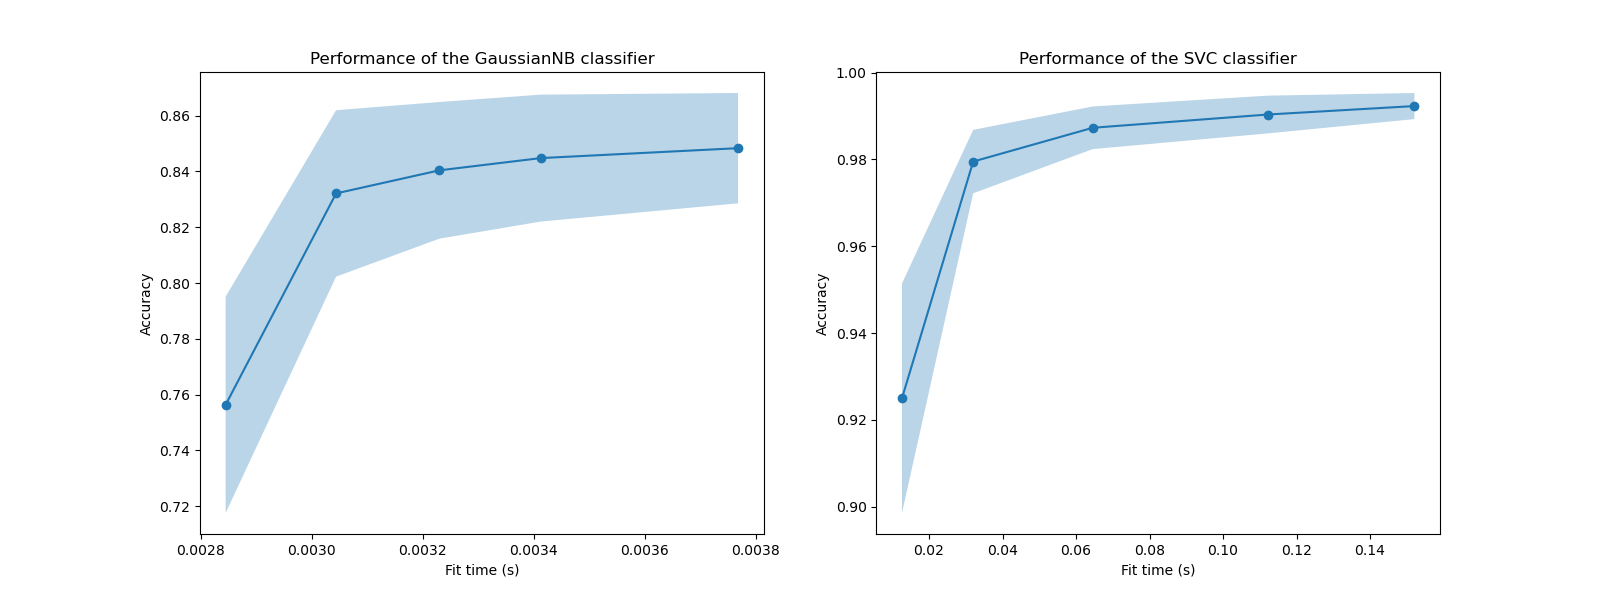 Performance of the GaussianNB classifier
Accuracy
0.86
0.84
0.82
0.80
0.78
0.76
0.74
0.72
0.0028 0.0030 0.0032 0.0034 0.0036 0.0038
Fit time (s)
Performance of the SVC classifier
Accuracy
1.00
0.98
0.96
0.94
0.92
0.90
0.02 0.04 0.06 0.08 0.10 0.12 0.14
Fit time (s)